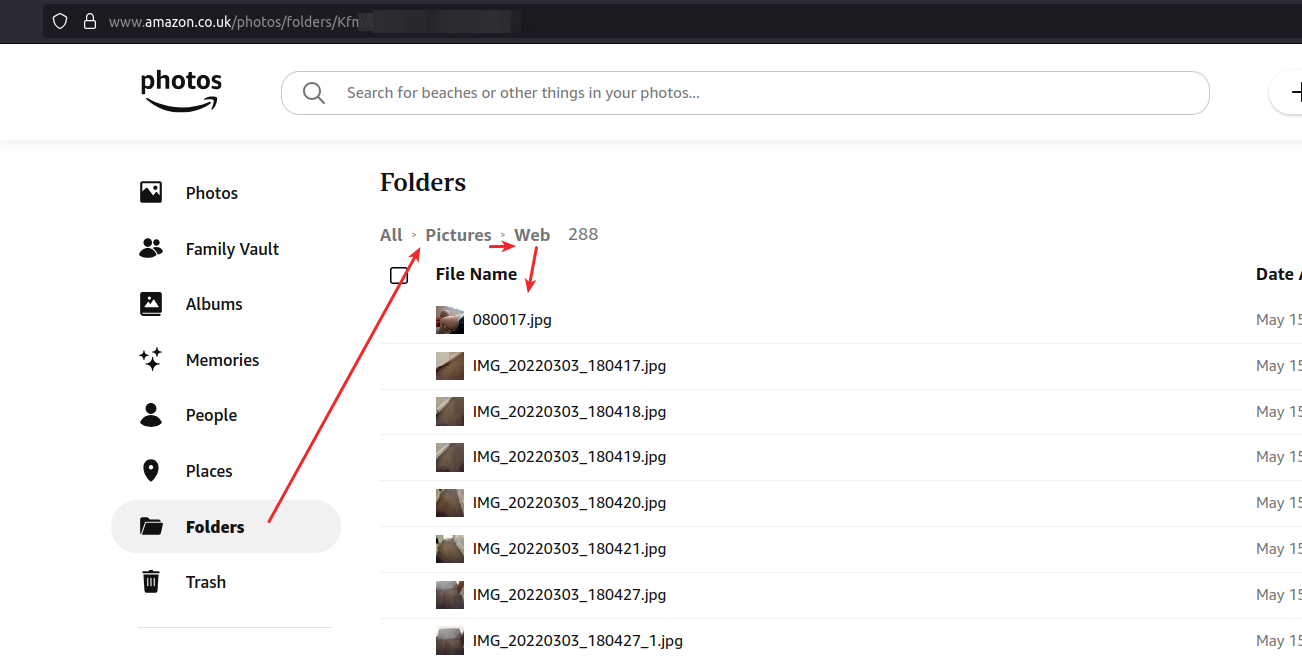 www.amazon.co.uk/photos/folders/Kfm
photos
Search for beaches or other things in your photos...
Photos
Family Vault
Albums
Memories
People
Places
Folders
Trash
Folders
All > Pictures > Web 288
File Name Date
080017.jpg May 15
IMG_20220303_180417.jpg May 15
IMG_20220303_180418.jpg May 15
IMG_20220303_180419.jpg May 15
IMG_20220303_180420.jpg May 15
IMG_20220303_180421.jpg May 15
IMG_20220303_180427.jpg May 15
IMG_20220303_180427_1.jpg May 15